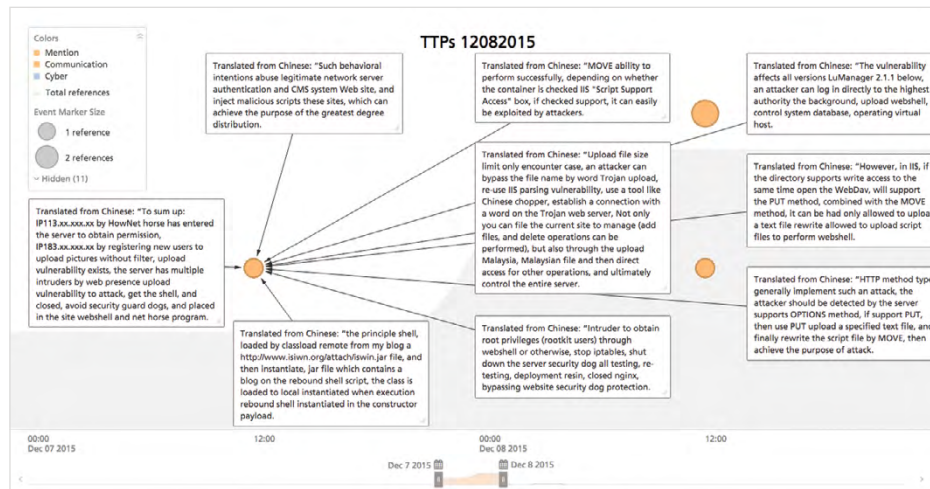 TTPs 12082015
Colors
Mention
Communication
Cyber
Total references
Event Marker Size
1 reference
2 references
Hidden (11)
Translated from Chinese: “Such behavioral
intentions abuse legitimate network server
authentication and CMS system Web site, and
inject malicious scripts these sites, which can
achieve the purpose of the greatest degree
distribution.
Translated from Chinese: “MOVE ability to
perform successfully, depending on whether
the container is checked IIS "Script Support
Access" box, if checked support, it can easily
be exploited by attackers.
Translated from Chinese: “The vulnerability
affects all versions LuManager 2.1.1 below,
an attacker can log in directly to the highest
authority the background, upload webshell,
control system database, operating virtual
host.
Translated from Chinese: “To sum up:
IP113.xx.xxx.xx by HowNet horse has entered
the server to obtain permission,
IP183.xx.xxx.xx by registering new users to
upload pictures without filter, upload
vulnerability exists, the server has multiple
intruders by web presence upload
vulnerability to attack, get the shell, and
closed, avoid security guard dogs, and placed
in the site webshell and net horse program.
Translated from Chinese: “Upload file size
limit only encounter case, an attacker can
bypass the file name by word Trojan upload,
re-use IIS parsing vulnerability, use a tool like
Chinese chopper, establish a connection with
a word on the Trojan web server, Not only
you can file the current site to manage (add
files, and delete operations can be
performed), but also through the upload
Malaysia, Malaysian file and then direct
access for other operations, and ultimately
control the entire server.
Translated from Chinese: “However, in IIS, if
the directory supports write access to the
same time open the WebDav, will support
the PUT method, combined with the MOVE
method, it can be had only allowed to
a text file rewrite allowed to upload script
files to perform webshell.
Translated from Chinese: “the principle shell,
loaded by classload remote from my blog a
http://www.isiwn.org/attach/iswin.jar file, and
then instantiate, jar file which contains a
blog on the rebound shell script, the class is
loaded to local instantiated when execution
rebound shell instantiated in the constructor
payload.
Translated from Chinese: “Intruder to obtain
root privileges (rootkit users) through
webshell or otherwise, stop iptables, shut
down the server security dog all testing, re-
testing, deployment resin, closed nginx,
bypassing website security dog protection.
Translated from Chinese: “HTTP method type
generally implement such an attack, the
attacker should be detected by the server
supports OPTIONS method, if support PUT,
then use PUT upload a specified text file, and
finally rewrite the script file by MOVE, then
achieve the purpose of attack.
00:00
Dec 07 2015
12:00
00:00
Dec 08 2015
12:00
Dec 7 2015
Dec 8 2015